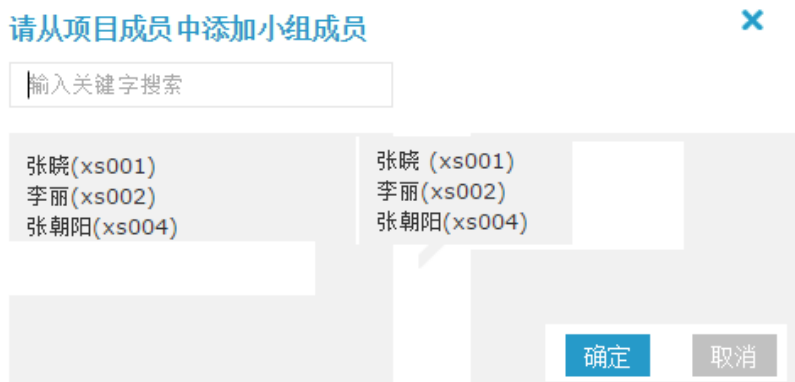 请从项目成员中添加小组成员
输入关键字搜索
张晓(xs001)
李丽(xs002)
张朝阳(xs004)
张晓 (xs001)
李丽(xs002)
张朝阳(xs004)
确定
取消